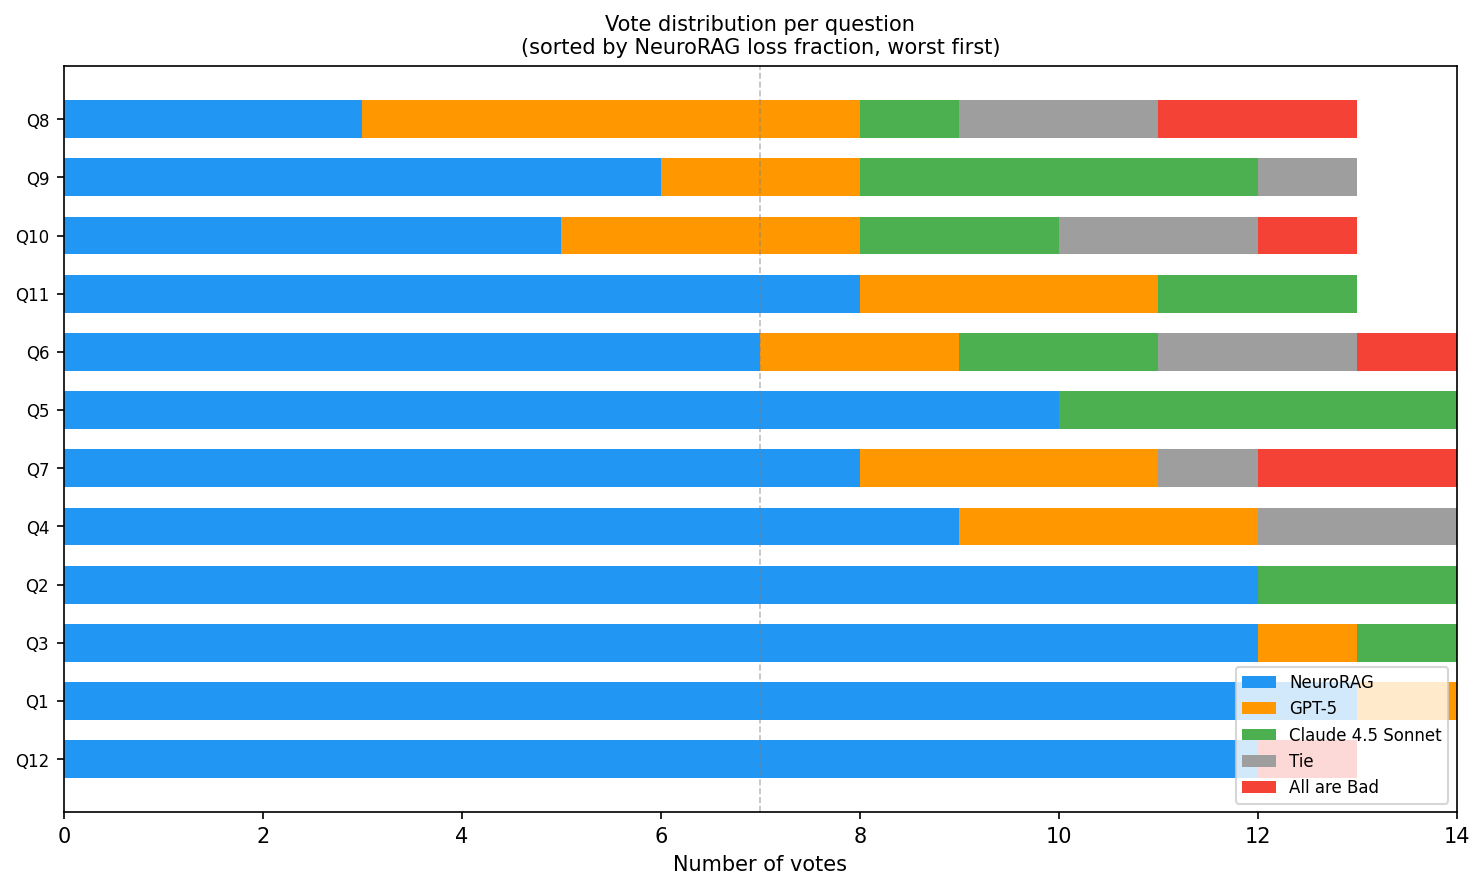 Vote distribution per question
(sorted by NeuroRAG loss fraction, worst first)
Q8
Q9
Q10
Q11
Q6
Q5
Q7
Q4
Q2
Q3
Q1
Q12
NeuroRAG
GPT-5
Claude 4.5 Sonnet
Tie
All are Bad
0 2 4 6 8 10 12 14
Number of votes